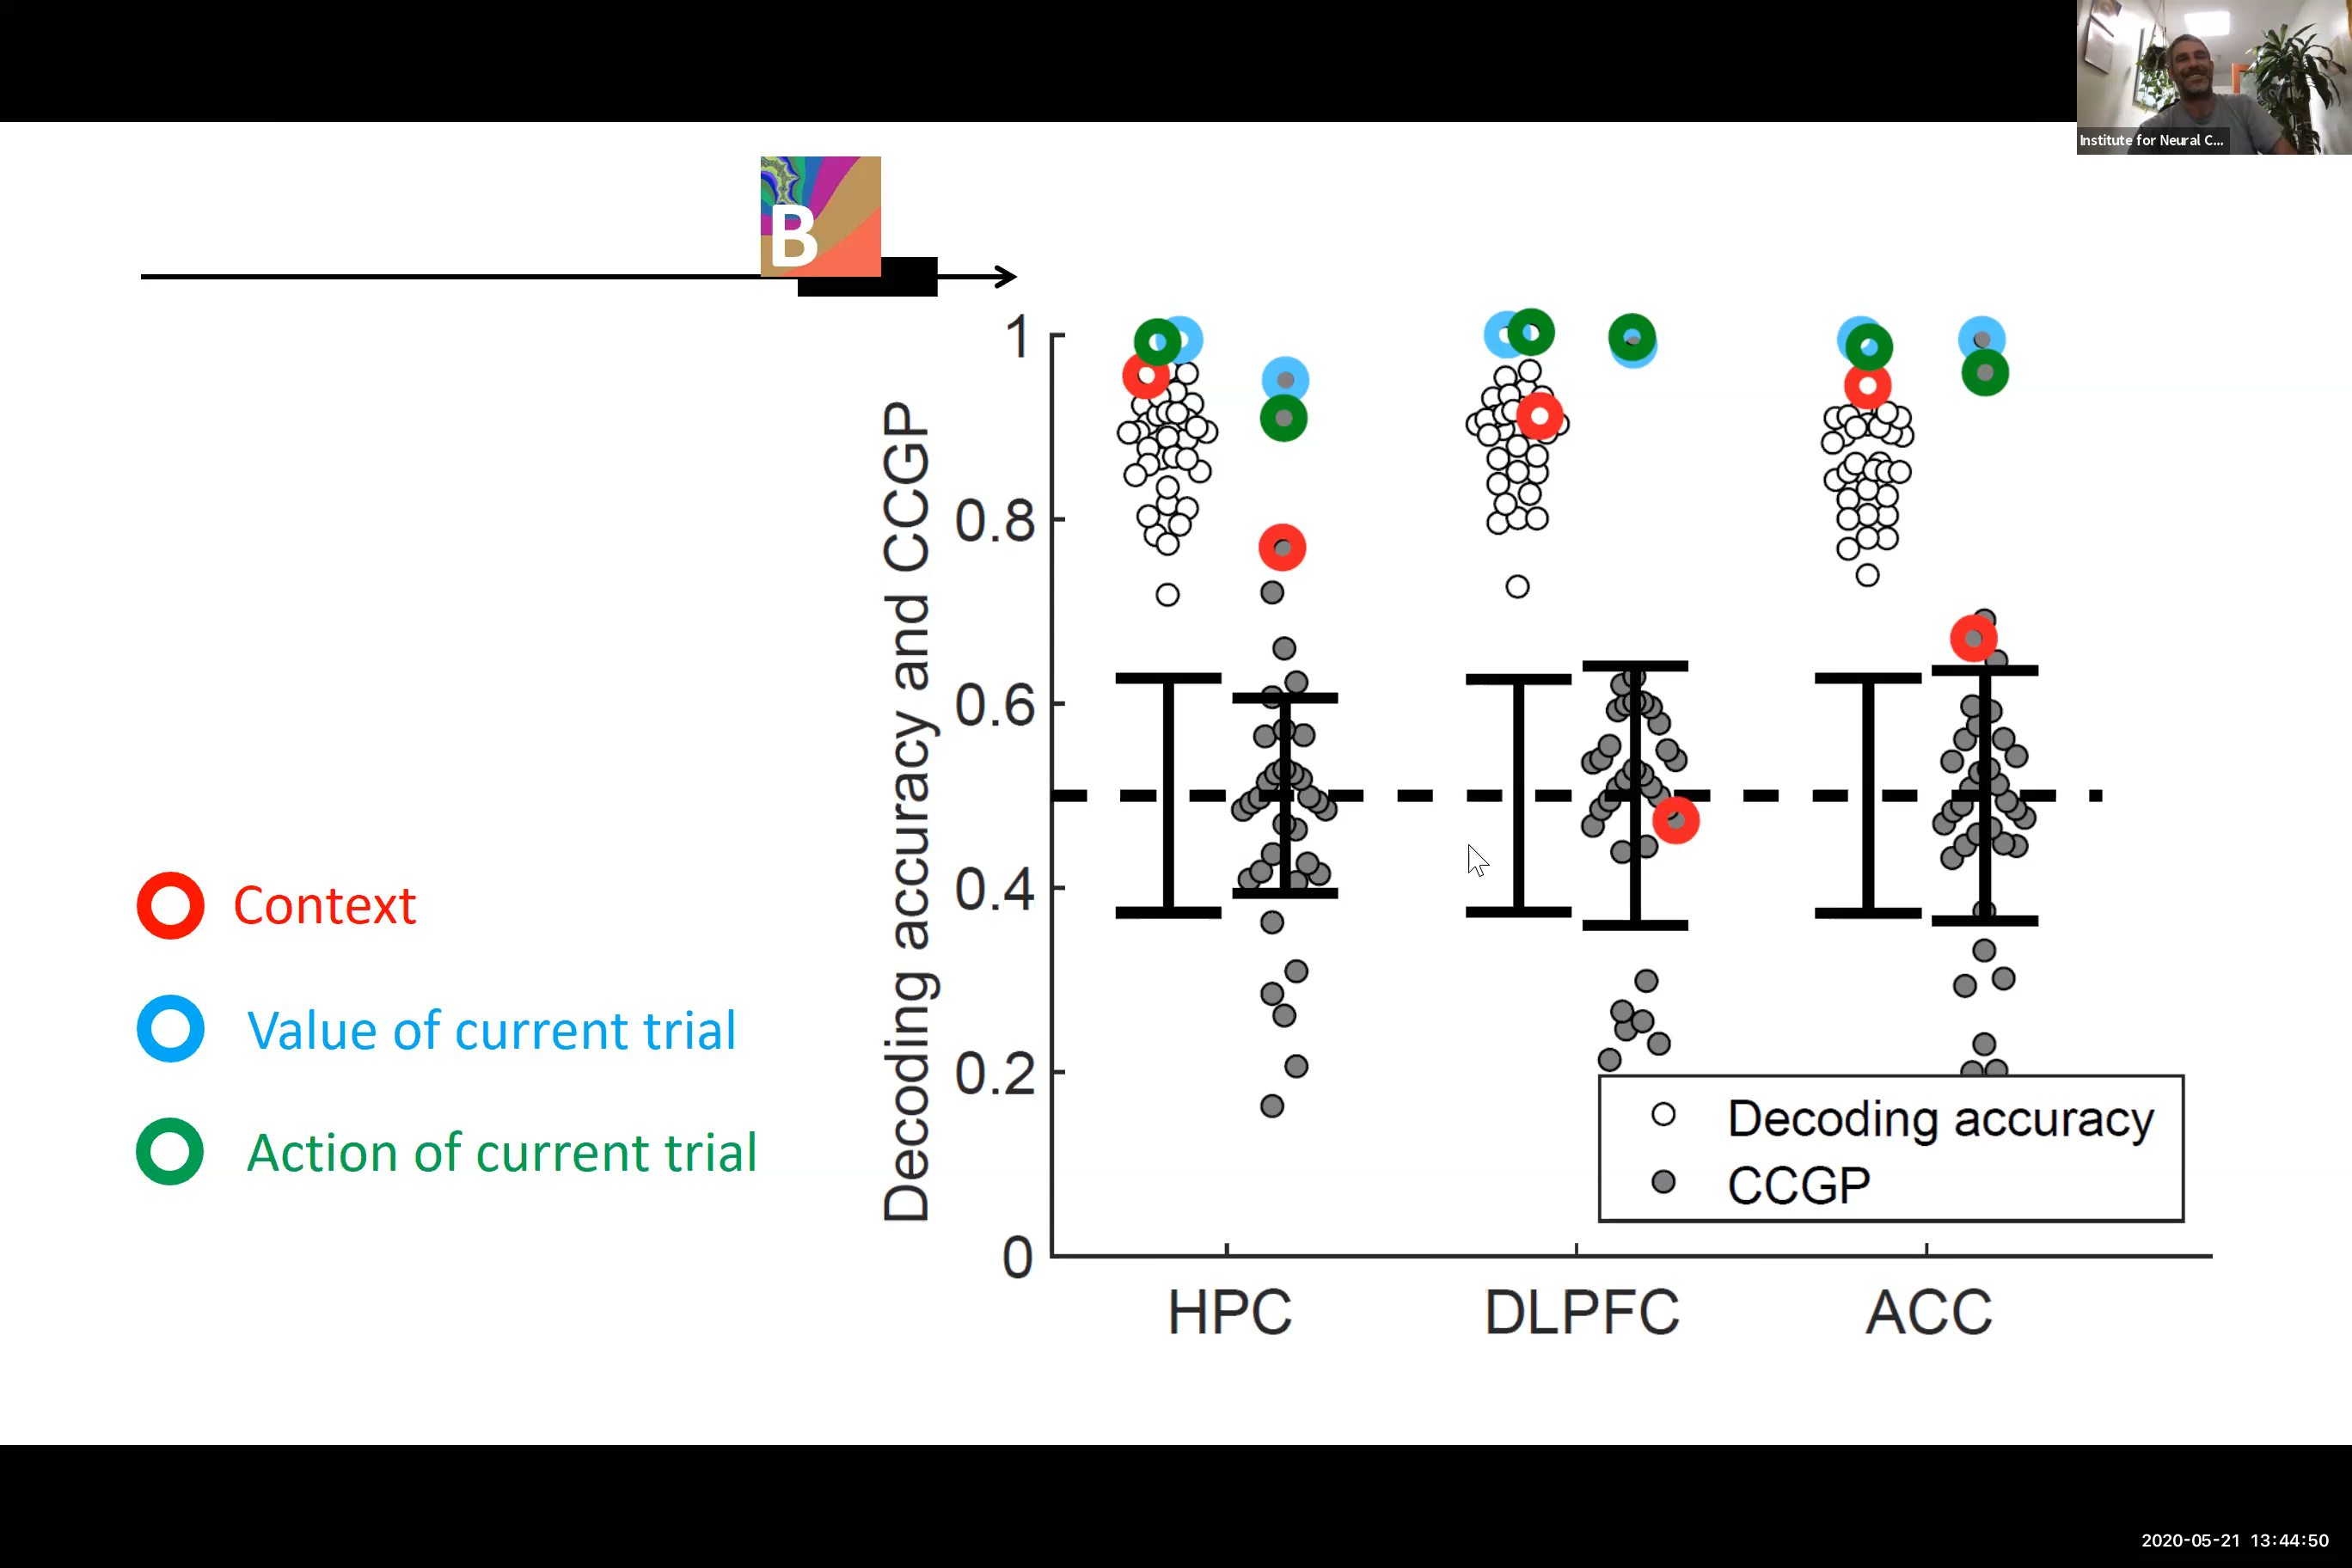 Institute for Neural C...
B
Decoding accuracy and CCGP
1
0.8
0.6
0.4
0.2
0
Context
Value of current trial
Action of current trial
Decoding accuracy
CCGP
HPC DLPFC ACC
2020-05-21 13:44:50